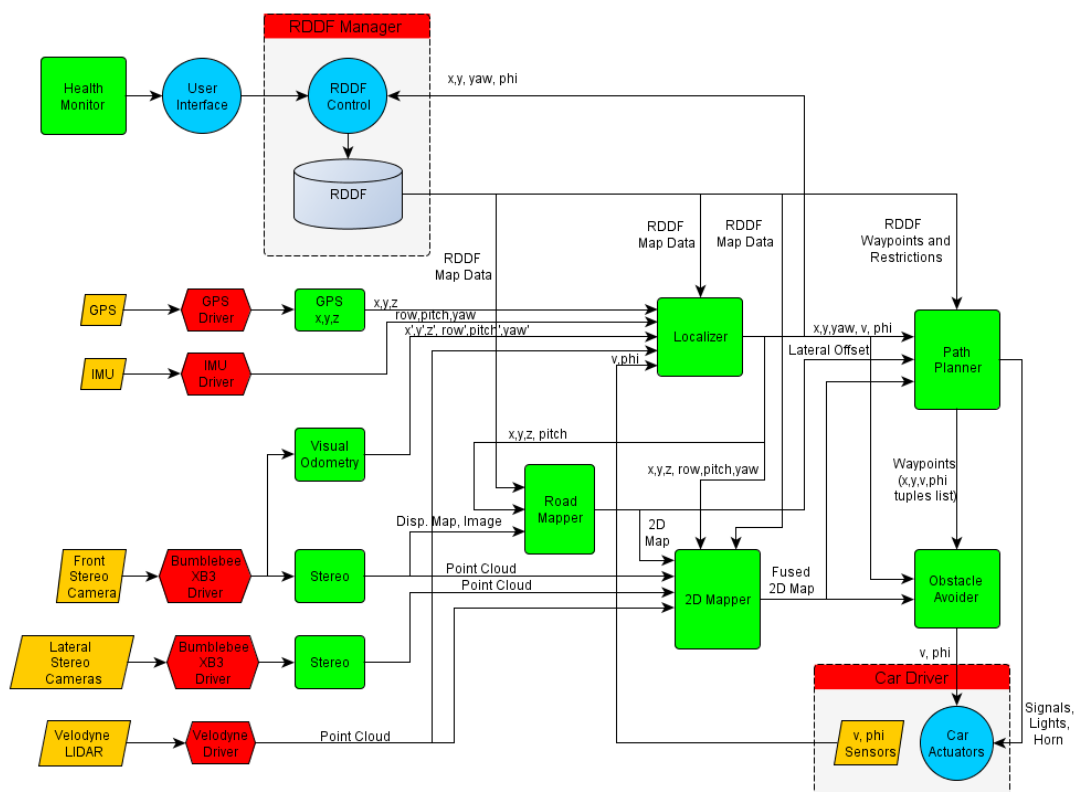 RDDF Manager
Health
Monitor
User
Interface
RDDF
Control
x,y, yaw, phi
RDDF
RDDF
Map Data
RDDF
Map Data
RDDF
Map Data
RDDF
Waypoints and
Restrictions
GPS
GPS
Driver
GPS
x,y,z
x,y,z
row,pitch,yaw
x',y',z', row',pitch',yaw'
v,phi
Localizer
x,y,yaw, v, phi
Lateral Offset
Path
Planner
IMU
IMU
Driver
Visual
Odometry
x,y,z, pitch
x,y,z, row,pitch,yaw
Waypoints
(x,y,v,phi
tuples list)
Road
Mapper
Disp. Map, Image
2D
Map
Front
Stereo
Camera
Bumblebee
XB3
Driver
Stereo
Point Cloud
Point Cloud
2D Mapper
Fused
2D Map
Obstacle
Avoider
Lateral
Stereo
Cameras
Bumblebee
XB3
Driver
Stereo
v, phi
Car Driver
Velodyne
LIDAR
Velodyne
Driver
Point Cloud
v, phi
Sensors
Car
Actuators
Signals,
Lights,
Horn